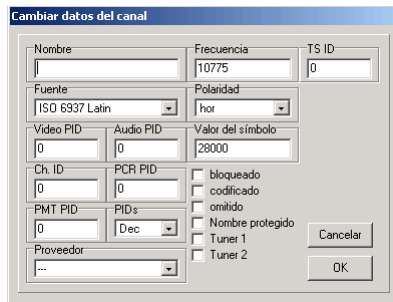 Cambiar datos del canal
Nombre
Frecuencia
TS ID
10775
0
Fuente
Polaridad
ISO 6937 Latin
hor
Video PID
Audio PID
Valor del símbolo
0
0
28000
Ch. ID
PCR PID
0
0
bloqueado
codificado
omitido
Nombre protegido
Tuner 1
Tuner 2
PMT PID
PIDs
0
Dec
Cancelar
Proveedor
---
OK